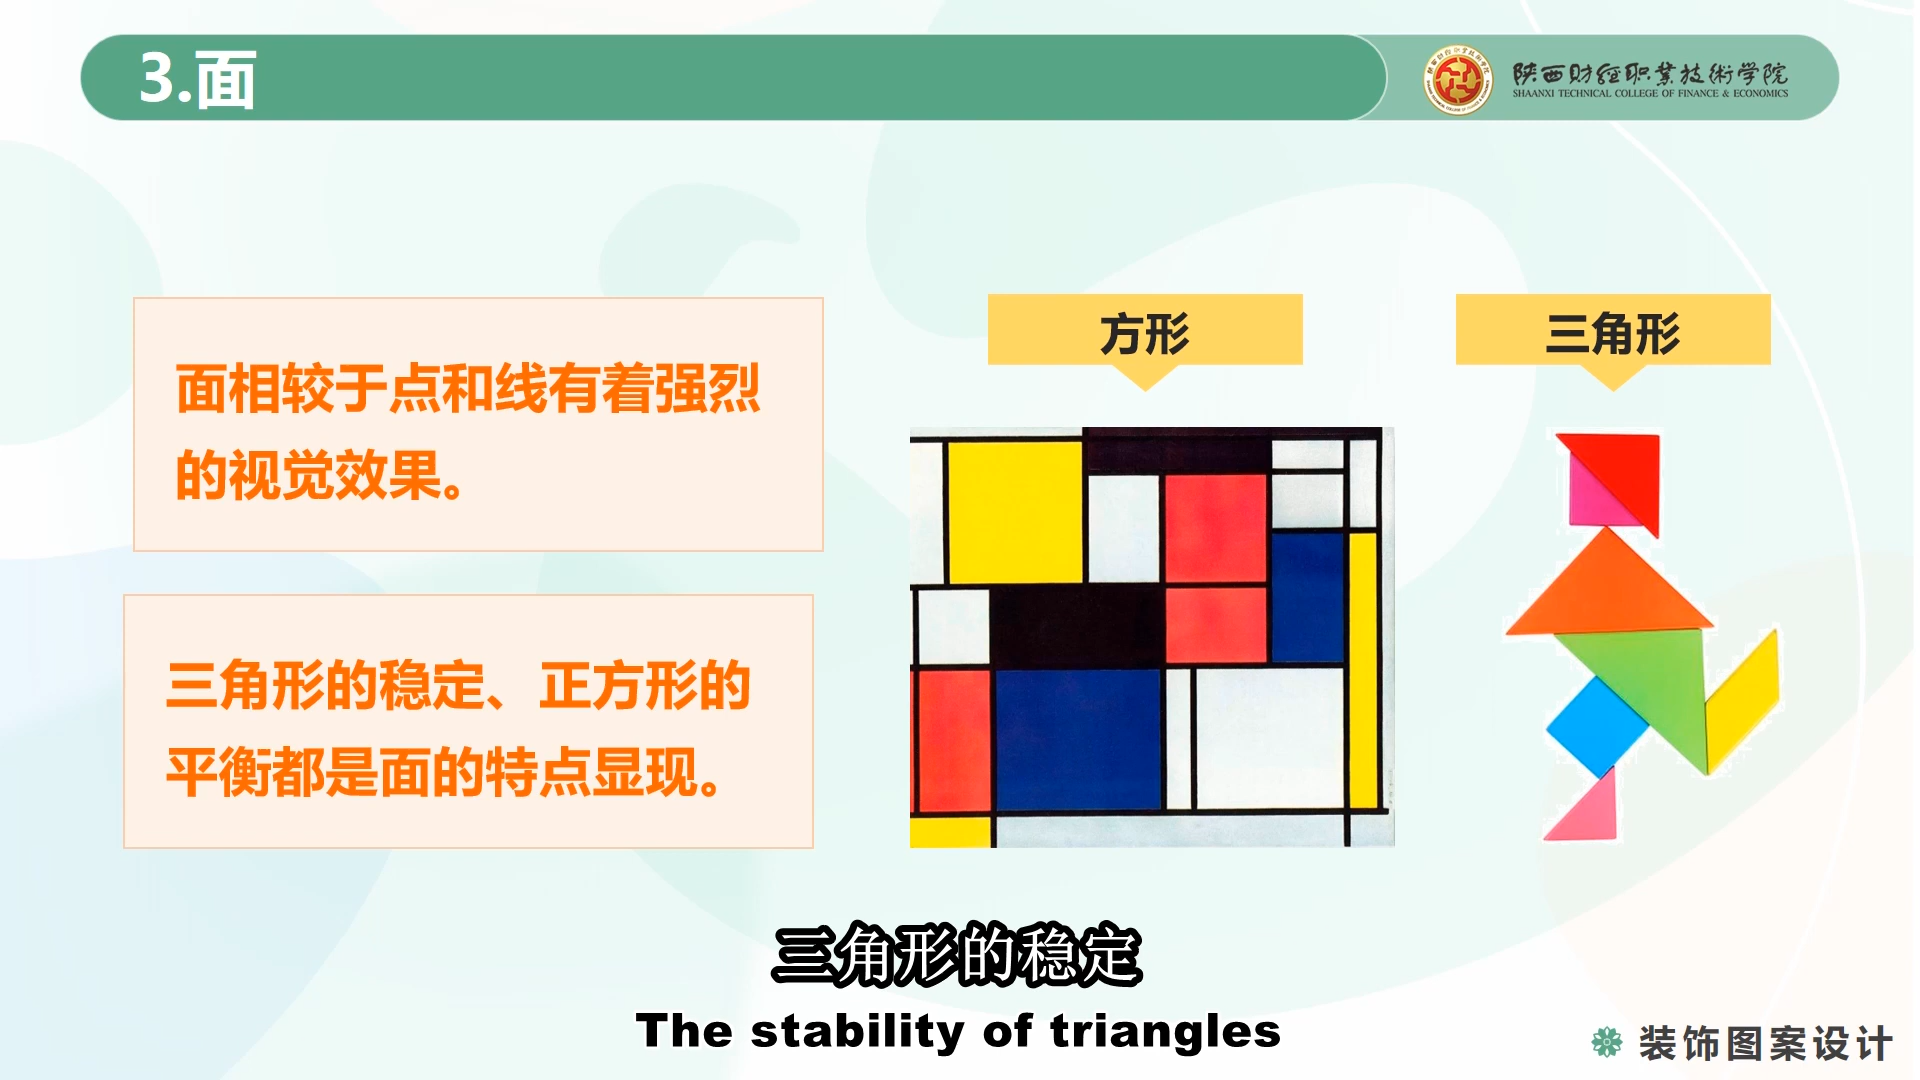 3.面
陕西财经职业技術学院
SHAANXI TECHNICAL COLLEGE OF FINANCE & ECONOMICS
面相较于点和线有着强烈
的视觉效果。
三角形的稳定、正方形的
平衡都是面的特点显现。
方形
三角形
三角形的稳定
The stability of triangles
装饰图案设计